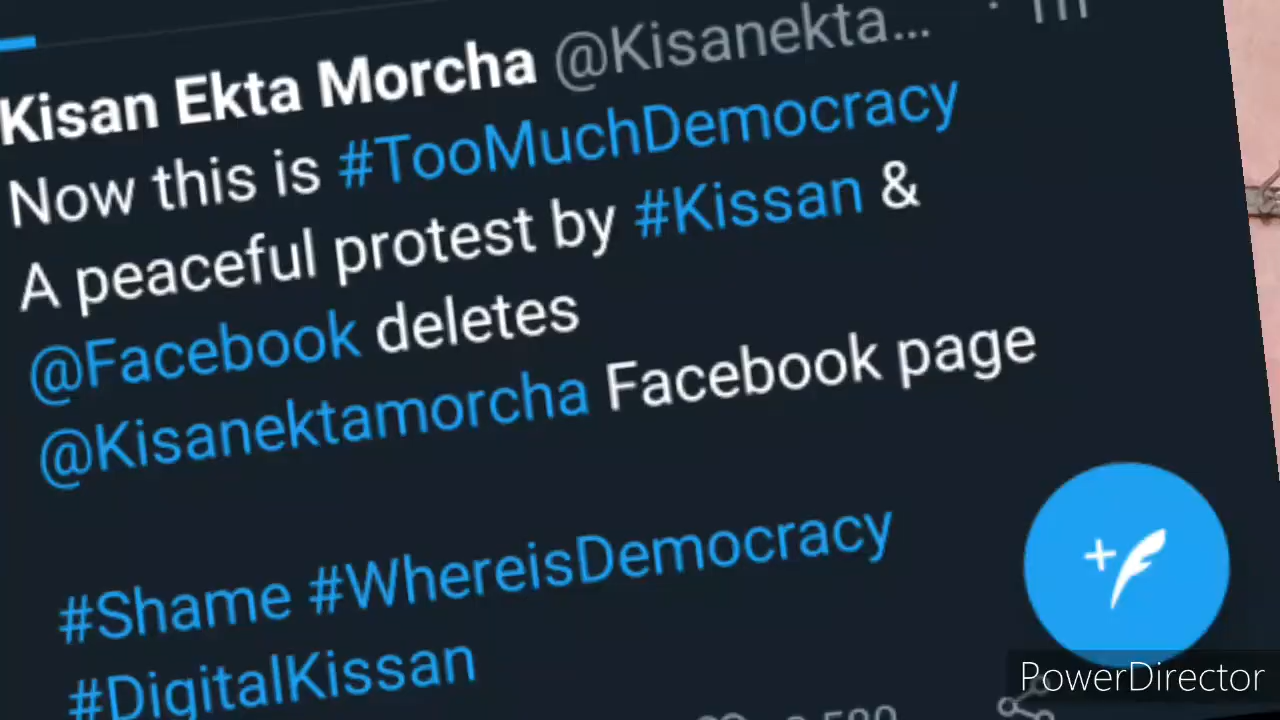 Kisan Ekta Morcha @Kisanekta...
Now this is #TooMuchDemocracy
A peaceful protest by #Kissan &
@Facebook deletes
@Kisanektamorcha Facebook page
#Shame #WhereisDemocracy
#DigitalKissan
PowerDirector